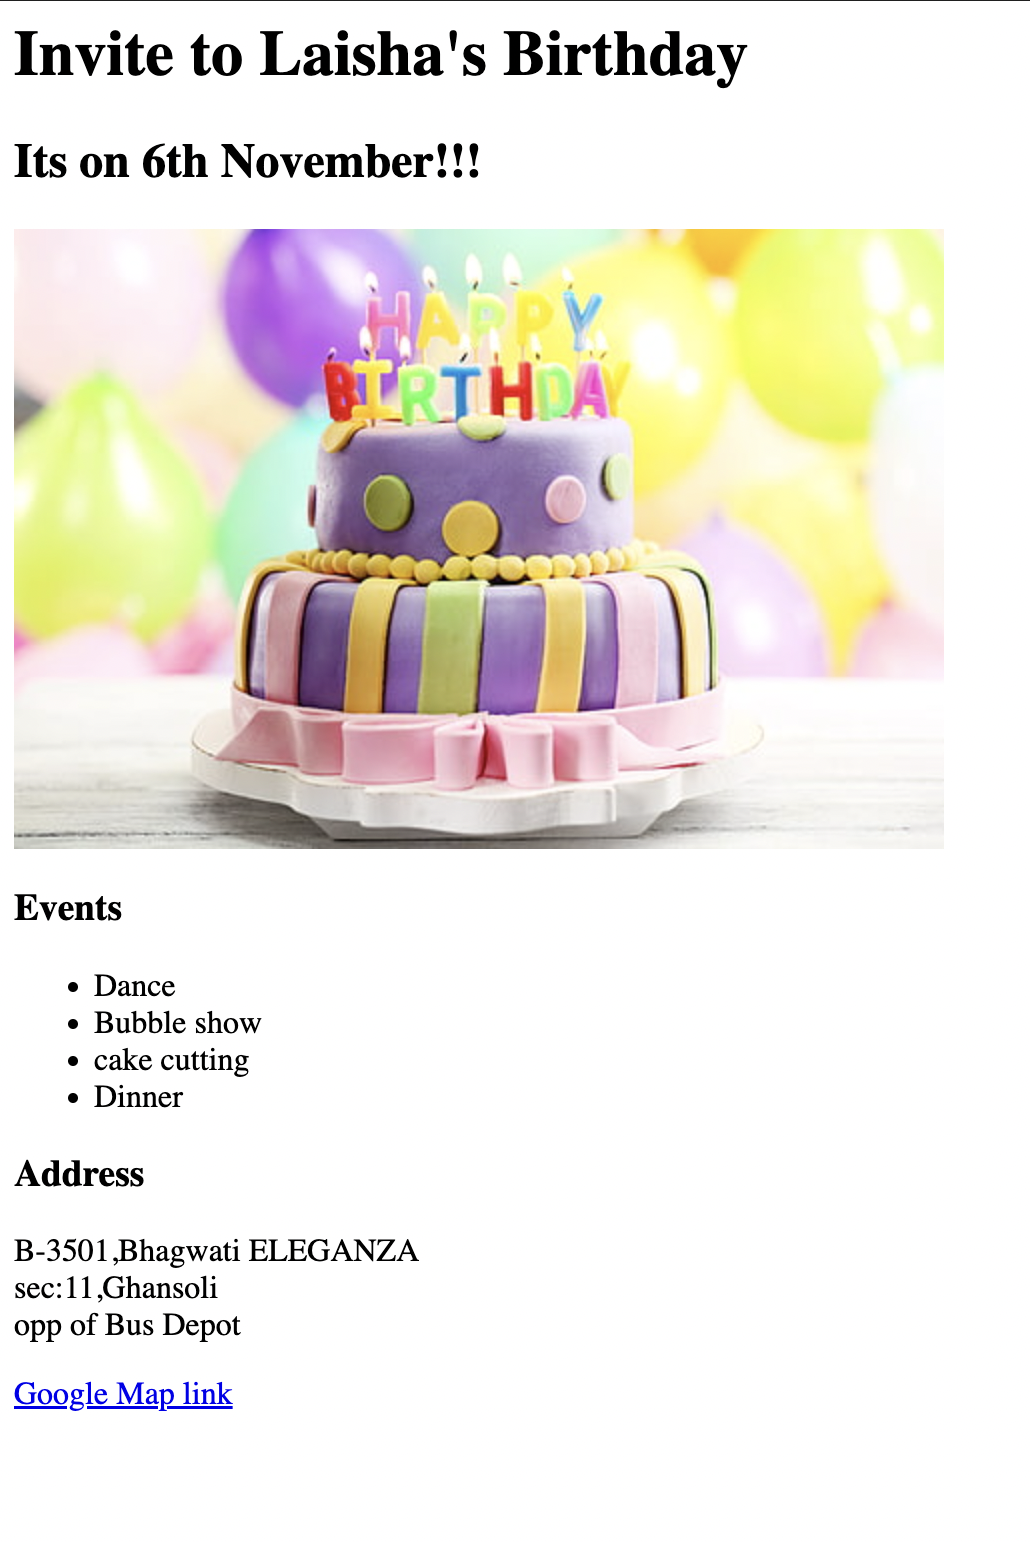 Invite to Laisha's Birthday
Its on 6th November!!!
HAPPY
BIRTHDAY
Events
Dance
Bubble show
cake cutting
Dinner
Address
B-3501,Bhagwati ELEGANZA
sec:11,Ghansoli
opp of Bus Depot
Google Map link